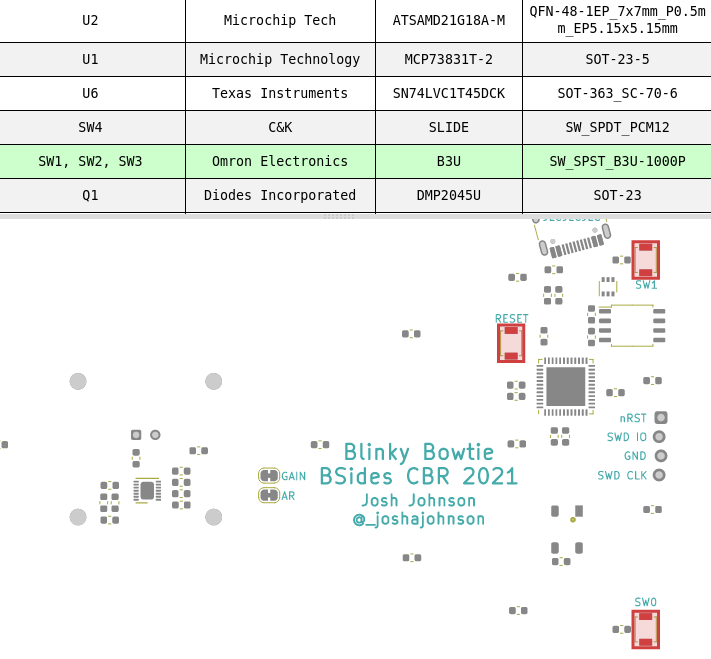 U2 Microchip Tech ATSAMD21G18A-M QFN-48-1EP_7x7mm_P0.5m
m_EP5.15x5.15mm
U1 Microchip Technology MCP73831T-2 SOT-23-5
U6 Texas Instruments SN74LVC1T45DCK SOT-363_SC-70-6
SW4 C&K SLIDE SW_SPDT_PCM12
SW1, SW2, SW3 Omron Electronics B3U SW_SPST_B3U-1000P
Q1 Diodes Incorporated DMP2045U SOT-23
SW1
RESET
nRST
SWD IO
GND
SWD CLK
GAIN
AR
Blinky Bowtie
BSides CBR 2021
Josh Johnson
@_joshajohnson
SW0